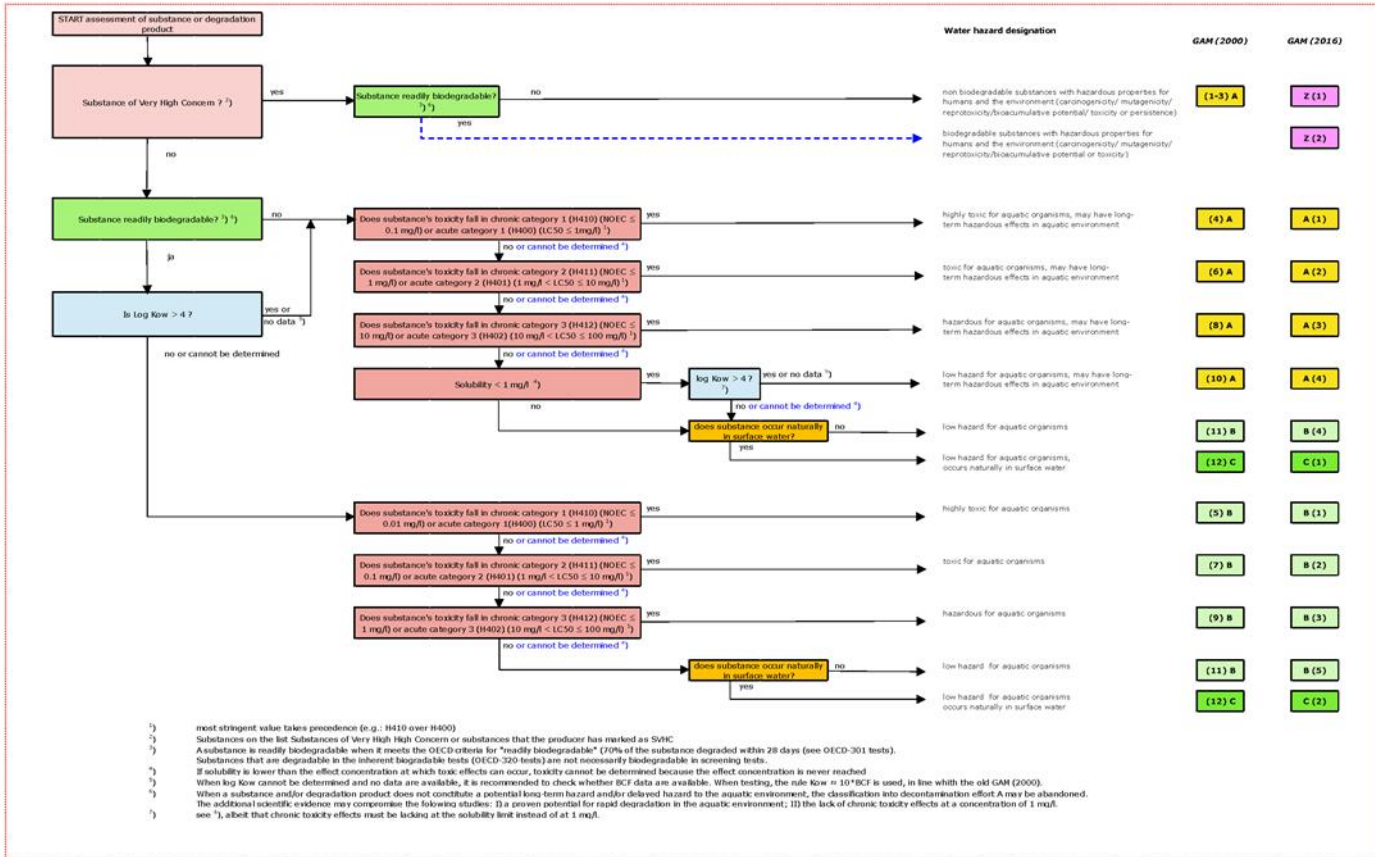 START assessment of substance or degradation
product
Water hazard designation
GAM (2000)
GAM (2016)
Substance of Very High Concern ? ²)
yes
Substance readily biodegradable?
³) ⁶)
no
yes
non biodegradable substances with hazardous properties for
humans and the environment (carcinogenicity/ mutagenicity/
reprotoxicity/bioacumulative potential/ toxicity or persistence)
(1-3) A
Z (1)
biodegradable substances with hazardous properties for
humans and the environment (carcinogenicity/ mutagenicity/
reprotoxicity/bioacumulative potential or toxicity)
Z (2)
no
Substance readily biodegradable? ³) ⁶)
no
Does substance's toxicity fall in chronic category 1 (H410) (NOEC ≤
0.1 mg/l) or acute category 1 (H400) (LC50 ≤ 1mg/l) ¹)
yes
highly toxic for aquatic organisms, may have long-
term hazardous effects in aquatic environment
(4) A
A (1)
no or cannot be determined ⁴)
ja
Does substance's toxicity fall in chronic category 2 (H411) (NOEC ≤
1 mg/l) or acute category 2 (H401) (1 mg/l < LC50 ≤ 10 mg/l) ¹)
yes
toxic for aquatic organisms, may have long-
term hazardous effects in aquatic environment
(6) A
A (2)
no or cannot be determined ⁴)
Is Log Kow > 4 ?
yes or
no data ⁵)
Does substance's toxicity fall in chronic category 3 (H412) (NOEC ≤
10 mg/l) or acute category 3 (H402) (10 mg/l < LC50 ≤ 100 mg/l) ¹)
yes
hazardous for aquatic organisms, may have long-
term hazardous effects in aquatic environment
(8) A
A (3)
no or cannot be determined ⁴)
no or cannot be determined
Solubility < 1 mg/l ⁴)
yes
log Kow > 4 ?
⁷)
yes or no data ⁵)
low hazard for aquatic organisms, may have long-
term hazardous effects in aquatic environment
(10) A
A (4)
no
no or cannot be determined ⁴)
does substance occur naturally
in surface water?
no
low hazard for aquatic organisms
(11) B
B (4)
yes
low hazard for aquatic organisms,
occurs naturally in surface water
(12) C
C (1)
Does substance's toxicity fall in chronic category 1 (H410) (NOEC ≤
0.01 mg/l) or acute category 1(H400) (LC50 ≤ 1 mg/l) ¹)
yes
highly toxic for aquatic organisms
(5) B
B (1)
no or cannot be determined ⁴)
Does substance's toxicity fall in chronic category 2 (H411) (NOEC ≤
0.1 mg/l) or acute category 2 (H401) (1 mg/l < LC50 ≤ 10 mg/l) ¹)
yes
toxic for aquatic organisms
(7) B
B (2)
no or cannot be determined ⁴)
Does substance's toxicity fall in chronic category 3 (H412) (NOEC ≤
1 mg/l) or acute category 3 (H402) (10 mg/l < LC50 ≤ 100 mg/l) ¹)
yes
hazardous for aquatic organisms
(9) B
B (3)
no or cannot be determined ⁴)
does substance occur naturally
in surface water?
no
low hazard for aquatic organisms
(11) B
B (5)
yes
low hazard for aquatic organisms
occurs naturally in surface water
(12) C
C (2)
¹) most stringent value takes precedence (e.g.: H410 over H400)
²) Substances on the list Substances of Very High High Concern or substances that the producer has marked as SVHC
³) A substance is readily biodegradable when it meets the OECD-criteria for "readily biodegradable" (70% of the substance degraded within 28 days (see OECD-301 tests).
Substances that are degradable in the inherent biogradable tests (OECD-320-tests) are not necessarily biodegradable in screening tests.
⁴) If solubility is lower than the effect concentration at which toxic effects can occur, toxicity cannot be determined because the effect concentration is never reached
⁵) When log Kow cannot be determined and no data are available, it is recommended to check whether BCF data are available. When testing, the rule Kow ≈ 10*BCF is used, in line whith the old GAM (2000).
⁶) When a substance and/or degradation product does not conctitute a potential long-term hazard and/or delayed hazard to the aquatic environment, the classification into decontamination effort A may be abandoned.
The additional scientific evidence may compromise the folowing studies: I) a proven potential for rapid degradation in the aquatic environment; II) the lack of chronic toxicity effects at a concentration of 1 mg/l.
⁷) see ⁶), albeit that chronic toxicity effects must be lacking at the solubility limit instead of at 1 mg/l.